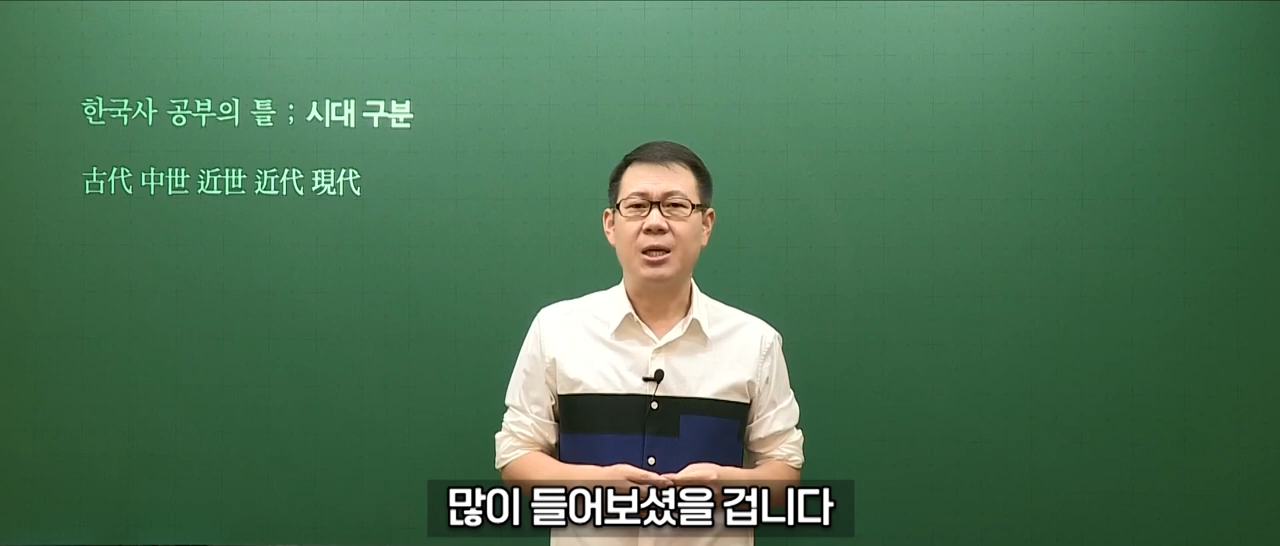 한국사 공부의 틀 ; 시대 구분
古代 中世 近世 近代 現代
많이 들어보셨을 겁니다